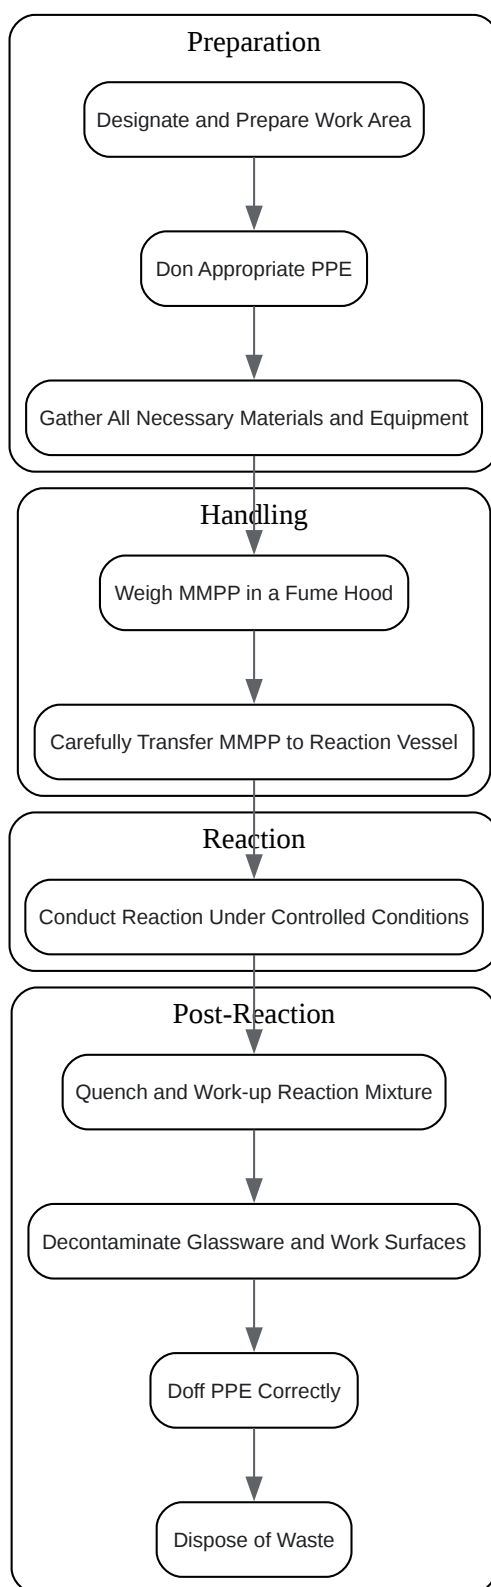 Preparation
Designate and Prepare Work Area
Don Appropriate PPE
Gather All Necessary Materials and Equipment
Handling
Weigh MMPP in a Fume Hood
Carefully Transfer MMPP to Reaction Vessel
Reaction
Conduct Reaction Under Controlled Conditions
Post-Reaction
Quench and Work-up Reaction Mixture
Decontaminate Glassware and Work Surfaces
Doff PPE Correctly
Dispose of Waste